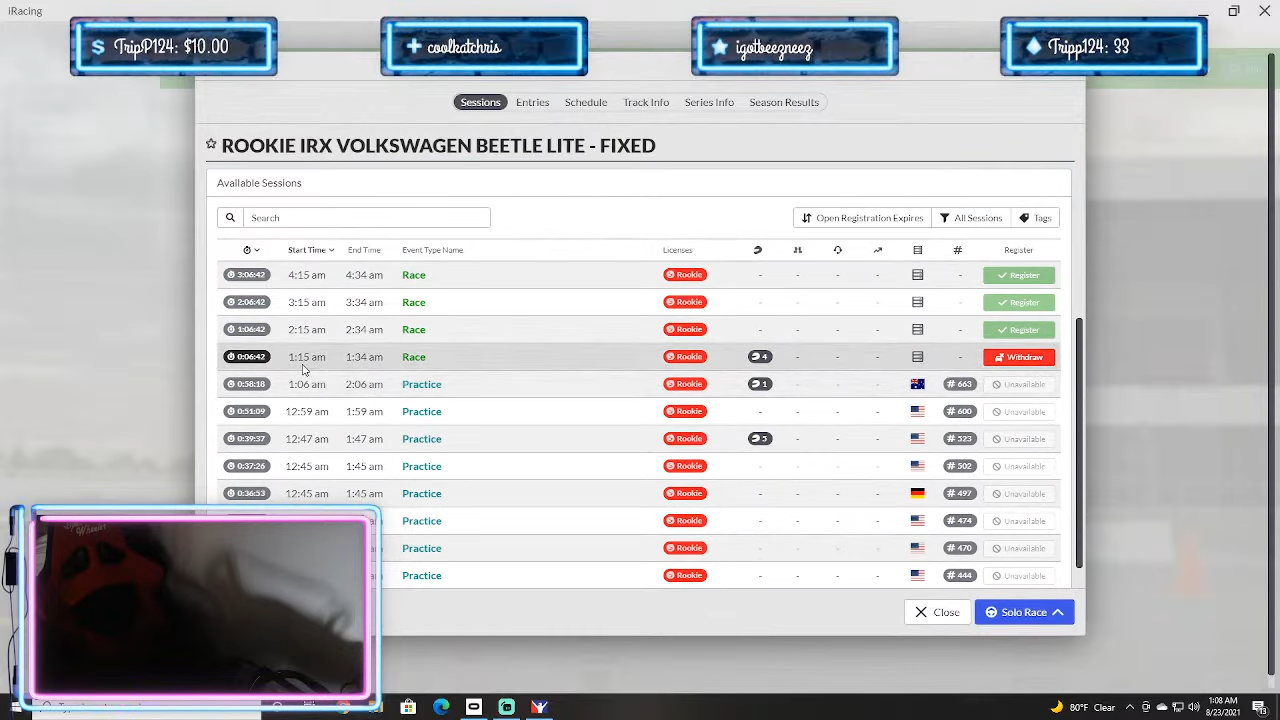 iRacing
$ TripP124: $10.00
coolkatchris
igotbeezneez
Tripp124: 33
Sessions Entries Schedule Track Info Series Info Season Results
ROOKIE IRX VOLKSWAGEN BEETLE LITE - FIXED
Available Sessions
Search Open Registration Expires All Sessions Tags
Start Time End Time Event Type Name Licenses # Register
3:06:42 4:15 am 4:34 am Race Rookie - - - - - Register
2:06:42 3:15 am 3:34 am Race Rookie - - - - - Register
1:06:42 2:15 am 2:34 am Race Rookie - - - - - Register
0:06:42 1:15 am 1:34 am Race Rookie 4 - - - - Withdraw
0:58:18 1:06 am 2:06 am Practice Rookie 1 - - - # 663 Unavailable
0:51:09 12:59 am 1:59 am Practice Rookie - - - - # 600 Unavailable
0:39:37 12:47 am 1:47 am Practice Rookie 5 - - - # 523 Unavailable
0:37:26 12:45 am 1:45 am Practice Rookie - - - - # 502 Unavailable
0:36:53 12:45 am 1:45 am Practice Rookie - - - - # 497 Unavailable
Practice Rookie - - - - # 474 Unavailable
Practice Rookie - - - - # 470 Unavailable
Practice Rookie - - - - # 444 Unavailable
Close Solo Race
Clear
1:08 AM
8/23/2021